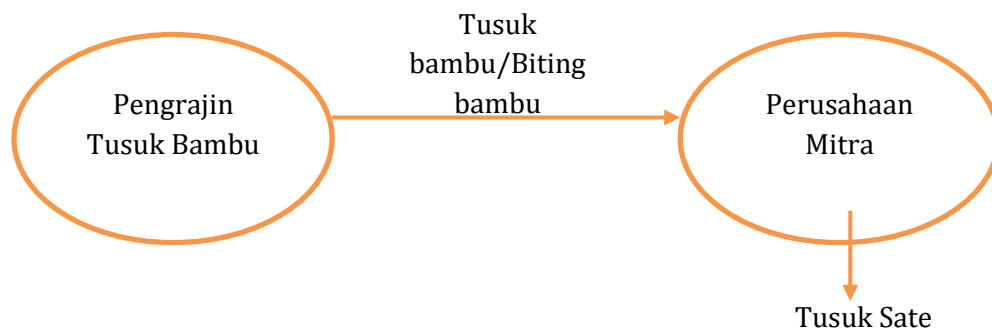 Pengrajin
Tusuk Bambu
Tusuk
bambu/Biting
bambu
Perusahaan
Mitra
Tusuk Sate